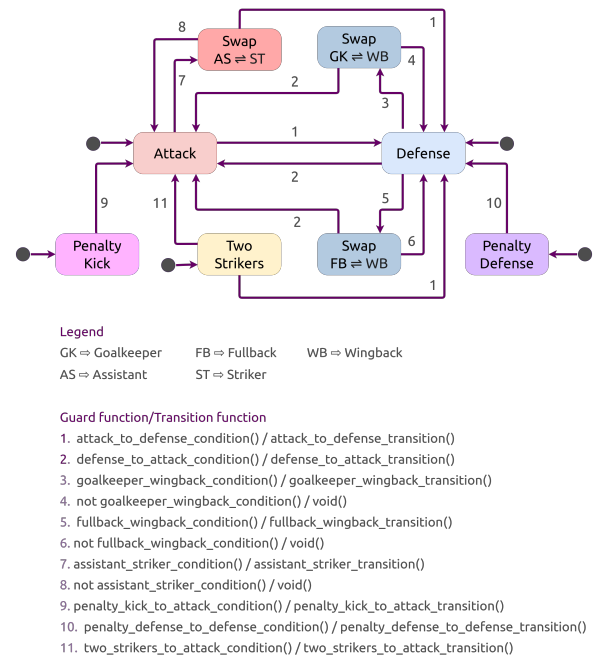 1
8
Swap
AS ⇌ ST
Swap
GK ⇌ WB
4
7
2
3
1
Attack
Defense
2
9
11
5
10
2
6
Penalty
Kick
Two
Strikers
Swap
FB ⇌ WB
Penalty
Defense
1
Legend
GK ⇨ Goalkeeper FB ⇨ Fullback WB ⇨ Wingback
AS ⇨ Assistant ST ⇨ Striker
Guard function/Transition function
1. attack_to_defense_condition() / attack_to_defense_transition()
2. defense_to_attack_condition() / defense_to_attack_transition()
3. goalkeeper_wingback_condition() / goalkeeper_wingback_transition()
4. not goalkeeper_wingback_condition() / void()
5. fullback_wingback_condition() / fullback_wingback_transition()
6. not fullback_wingback_condition() / void()
7. assistant_striker_condition() / assistant_striker_transition()
8. not assistant_striker_condition() / void()
9. penalty_kick_to_attack_condition() / penalty_kick_to_attack_transition()
10. penalty_defense_to_defense_condition() / penalty_defense_to_defense_transition()
11. two_strikers_to_attack_condition() / two_strikers_to_attack_transition()